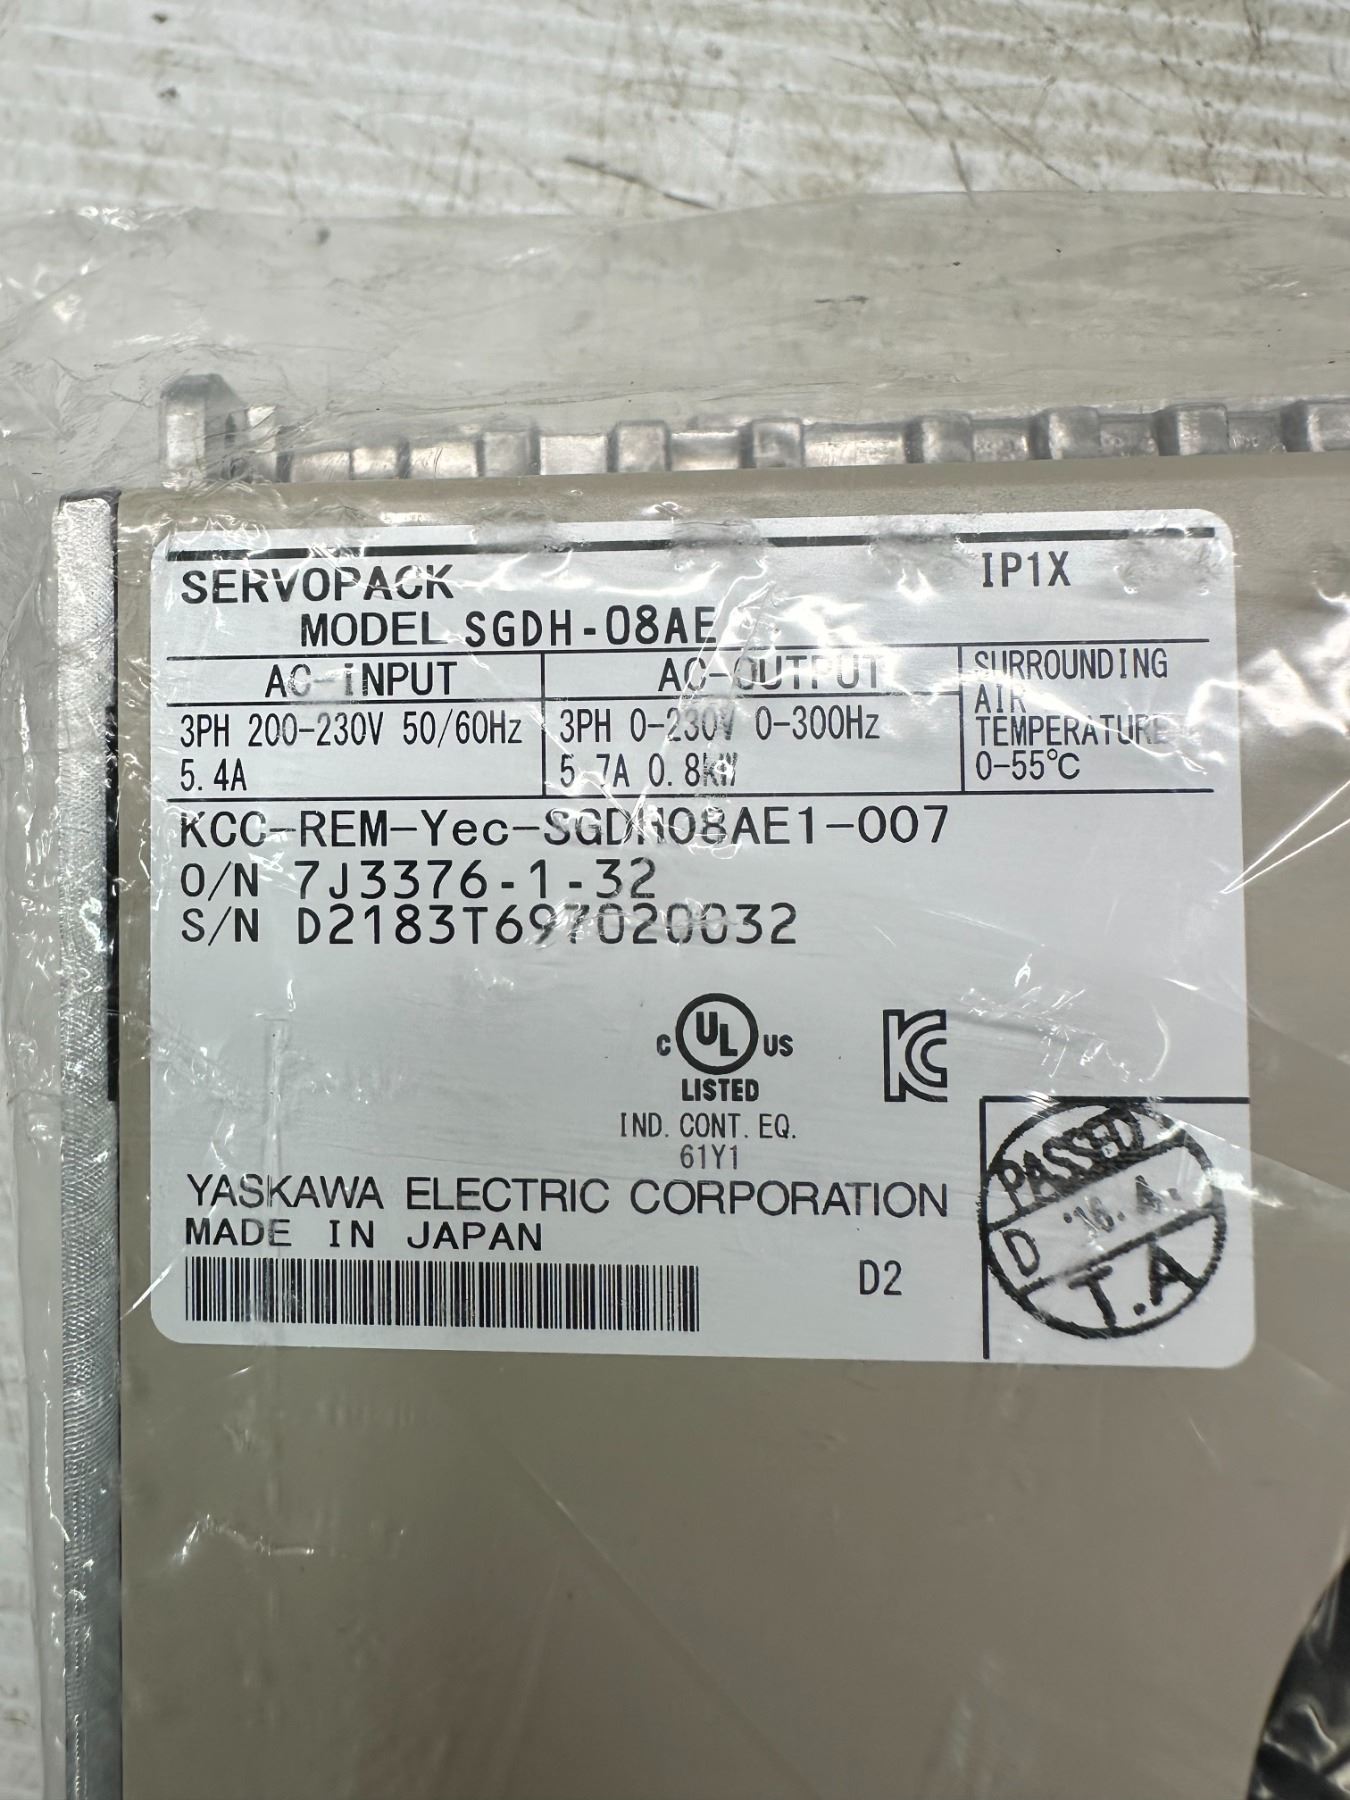 SERVOPACK
IP1X
MODEL SGDH-08AE
AC-INPUT
3PH 200-230V 50/60Hz
5.4A
AC-OUTPUT
3PH 0-230V 0-300Hz
5.7A 0.8kW
SURROUNDING
AIR
TEMPERATURE
0-55℃
KCC-REM-Yec-SGDH08AE1-007
O/N 7J3376-1-32
S/N D2183T697020032
C UL US
LISTED
IND. CONT. EQ.
61Y1
YASKAWA ELECTRIC CORPORATION
MADE IN JAPAN
D2
PASSED
D '16.4.
T.A